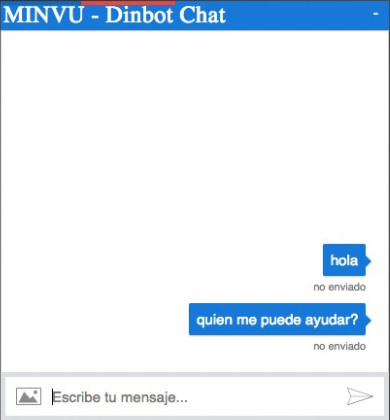 MINVU - Dinbot Chat -
hola
no enviado
quien me puede ayudar?
no enviado
Escribe tu mensaje...